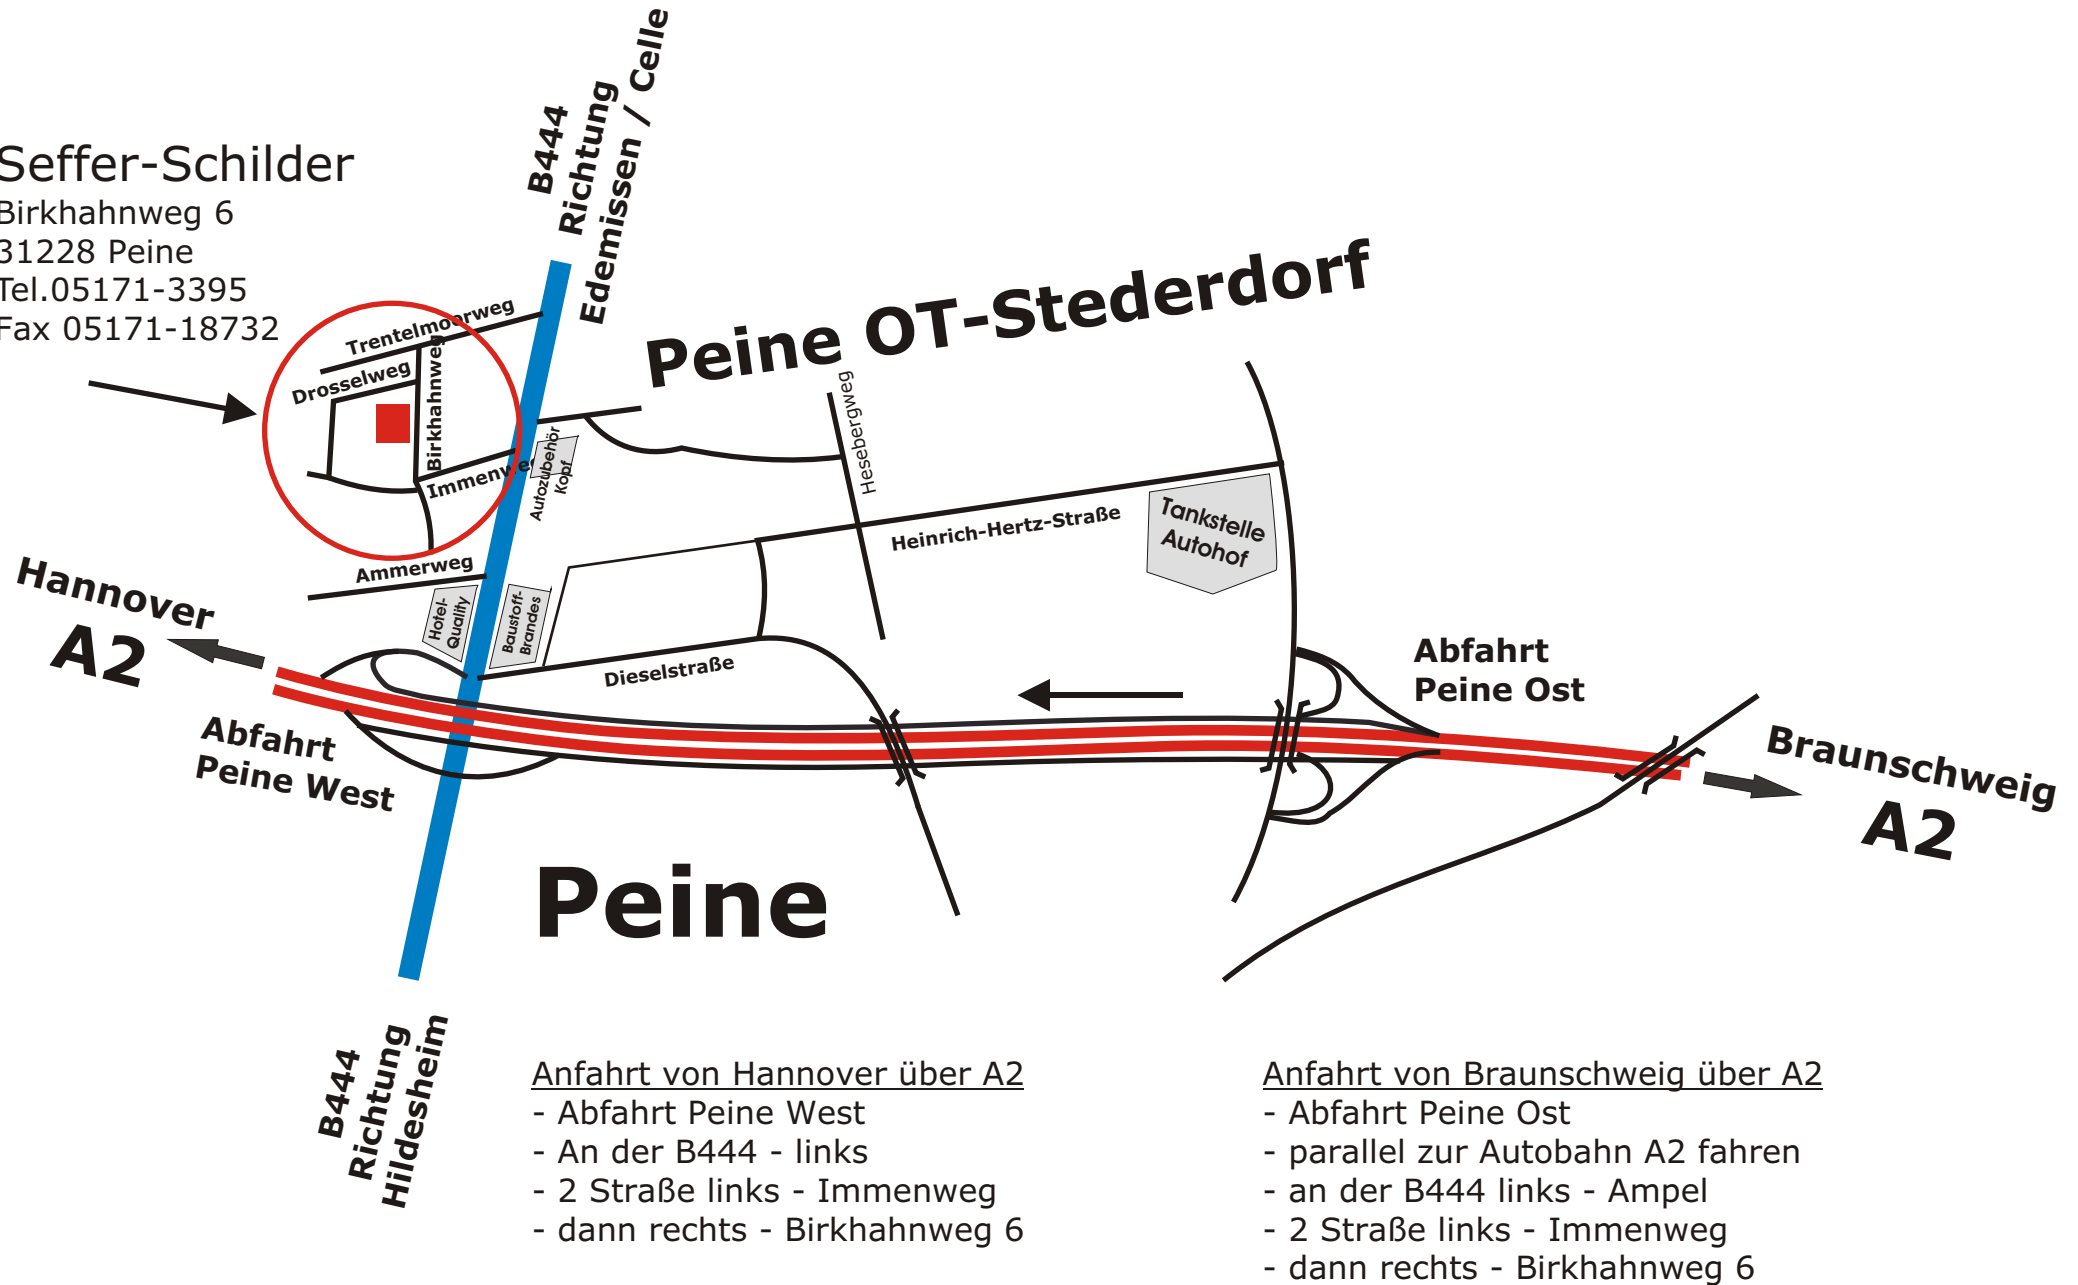 Seffer-Schilder
Birkhahnweg 6
31228 Peine
Tel.05171-3395
Fax 05171-18732
B444
Richtung
Edemissen / Celle
Peine OT-Stederdorf
Trentelmoorweg
Drosselweg
Birkhahnweg
Immenweg
Autozubehör
Kopf
Hesebergweg
Heinrich-Hertz-Straße
Tankstelle
Autohof
Ammerweg
Hotel-
Quality
Baustoff-
Brandes
Dieselstraße
Hannover
A2
Abfahrt
Peine West
Abfahrt
Peine Ost
Braunschweig
A2
Peine
B444
Richtung
Hildesheim
Anfahrt von Hannover über A2
- Abfahrt Peine West
- An der B444 - links
- 2 Straße links - Immenweg
- dann rechts - Birkhahnweg 6
Anfahrt von Braunschweig über A2
- Abfahrt Peine Ost
- parallel zur Autobahn A2 fahren
- an der B444 links - Ampel
- 2 Straße links - Immenweg
- dann rechts - Birkhahnweg 6